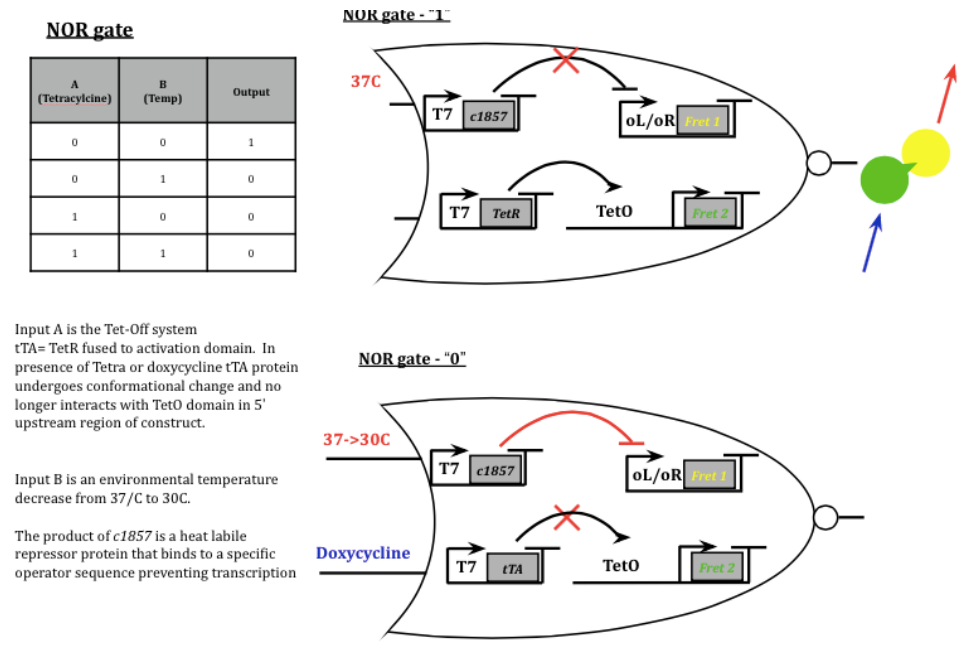 NOR gate
A
(Tetracylcine)
B
(Temp)
Output
0 0 1
0 1 0
1 0 0
1 1 0
Input A is the Tet-Off system
tTA= TetR fused to activation domain. In
presence of Tetra or doxycycline tTA protein
undergoes conformational change and no
longer interacts with TetO domain in 5'
upstream region of construct.
Input B is an environmental temperature
decrease from 37/C to 30C.
The product of c1857 is a heat labile
repressor protein that binds to a specific
operator sequence preventing transcription
NOR gate - "1"
37C
T7 c1857 oL/oR Fret 1
T7 TetR TetO Fret 2
NOR gate - "0"
37->30C
T7 c1857 oL/oR Fret 1
Doxycycline
T7 tTA TetO Fret 2